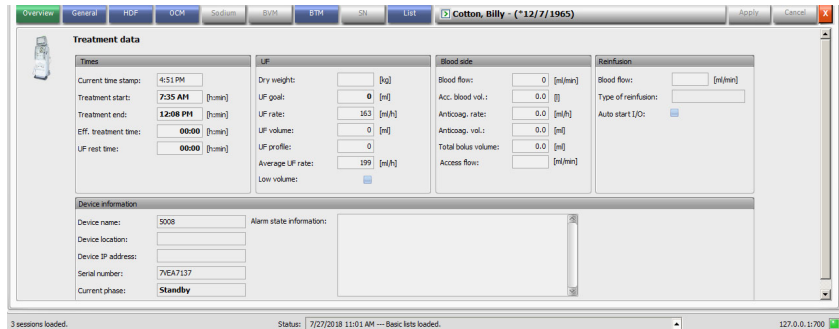 Overview General HDF OCM Sodium BVM BTM SN List Cotton, Billy - (*12/7/1965) Apply Cancel X
Treatment data
Times
Current time stamp: 4:51 PM
Treatment start: 7:35 AM [h:min]
Treatment end: 12:08 PM [h:min]
Eff. treatment time: 00:00 [h:min]
UF rest time: 00:00 [h:min]
UF
Dry weight: [kg]
UF goal: 0 [ml]
UF rate: 163 [ml/h]
UF volume: 0 [ml]
UF profile: 0
Average UF rate: 199 [ml/h]
Low volume:
Blood side
Blood flow: 0 [ml/min]
Acc. blood vol.: 0.0 [l]
Anticoag. rate: 0.0 [ml/h]
Anticoag. vol.: 0.0 [ml]
Total bolus volume: 0.0 [ml]
Access flow: [ml/min]
Reinfusion
Blood flow: [ml/min]
Type of reinfusion:
Auto start I/O:
Device information
Device name: 5008
Device location:
Device IP address:
Serial number: 7VEA7137
Current phase: Standby
Alarm state information:
3 sessions loaded. Status: 7/27/2018 11:01 AM --- Basic lists loaded. 127.0.0.1:700